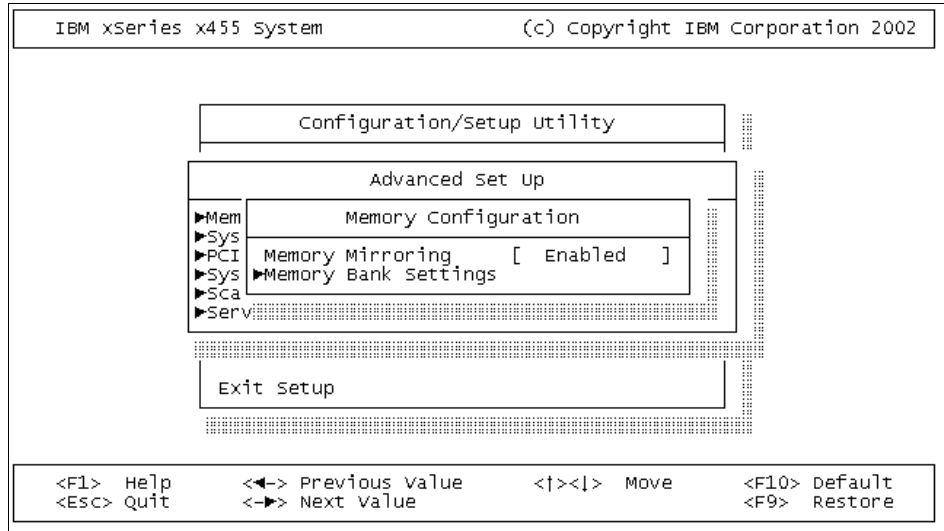 IBM xSeries x455 System (c) Copyright IBM Corporation 2002
Configuration/Setup Utility
Advanced Set Up
►Mem
Memory Configuration
►Sys
►PCI Memory Mirroring [ Enabled ]
►Sys ►Memory Bank Settings
►Sca
►Serv
Exit Setup
<F1> Help <◄-> Previous Value <↑><↓> Move <F10> Default
<Esc> Quit <-►> Next Value <F9> Restore